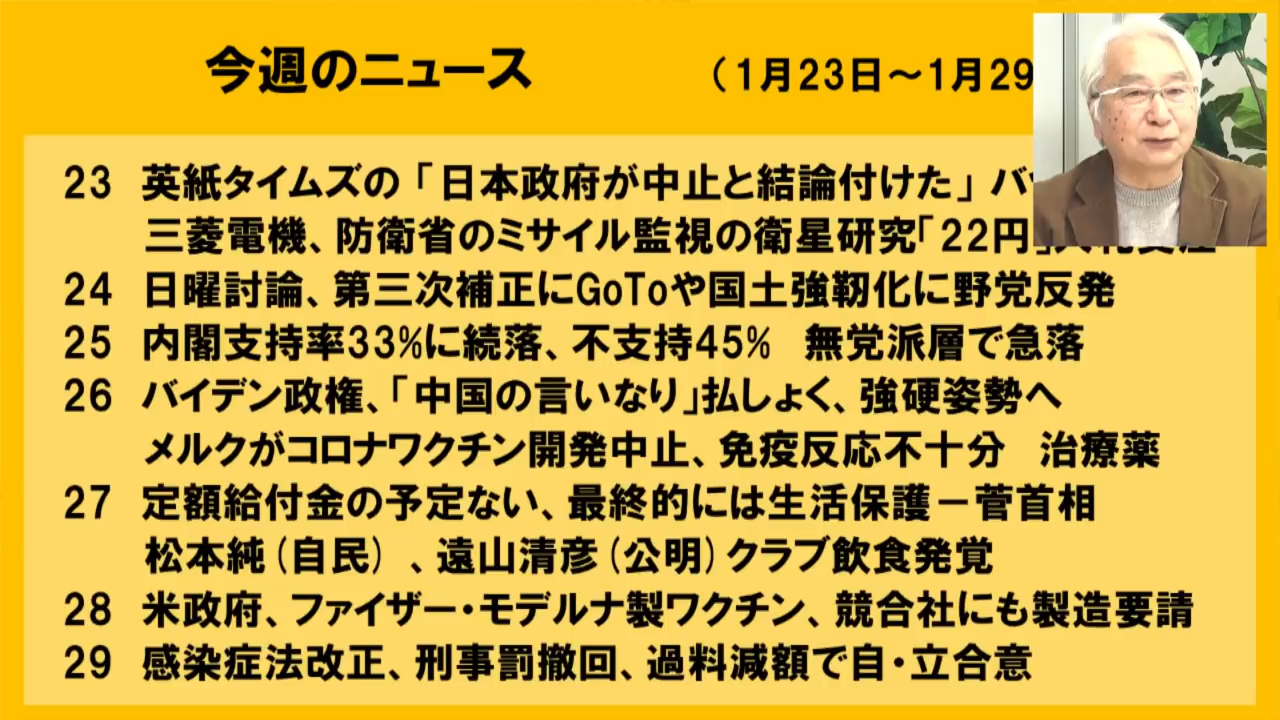 今週のニュース （1月23日～1月29
23 英紙タイムズの「日本政府が中止と結論付けた」
三菱電機、防衛省のミサイル監視の衛星研究「22円」
24 日曜討論、第三次補正にGoToや国土強靭化に野党反発
25 内閣支持率33%に続落、不支持45% 無党派層で急落
26 バイデン政権、「中国の言いなり」払しょく、強硬姿勢へ
メルクがコロナワクチン開発中止、免疫反応不十分 治療薬
27 定額給付金の予定ない、最終的には生活保護－菅首相
松本純(自民) 、遠山清彦(公明)クラブ飲食発覚
28 米政府、ファイザー・モデルナ製ワクチン、競合社にも製造要請
29 感染症法改正、刑事罰撤回、過料減額で自・立合意